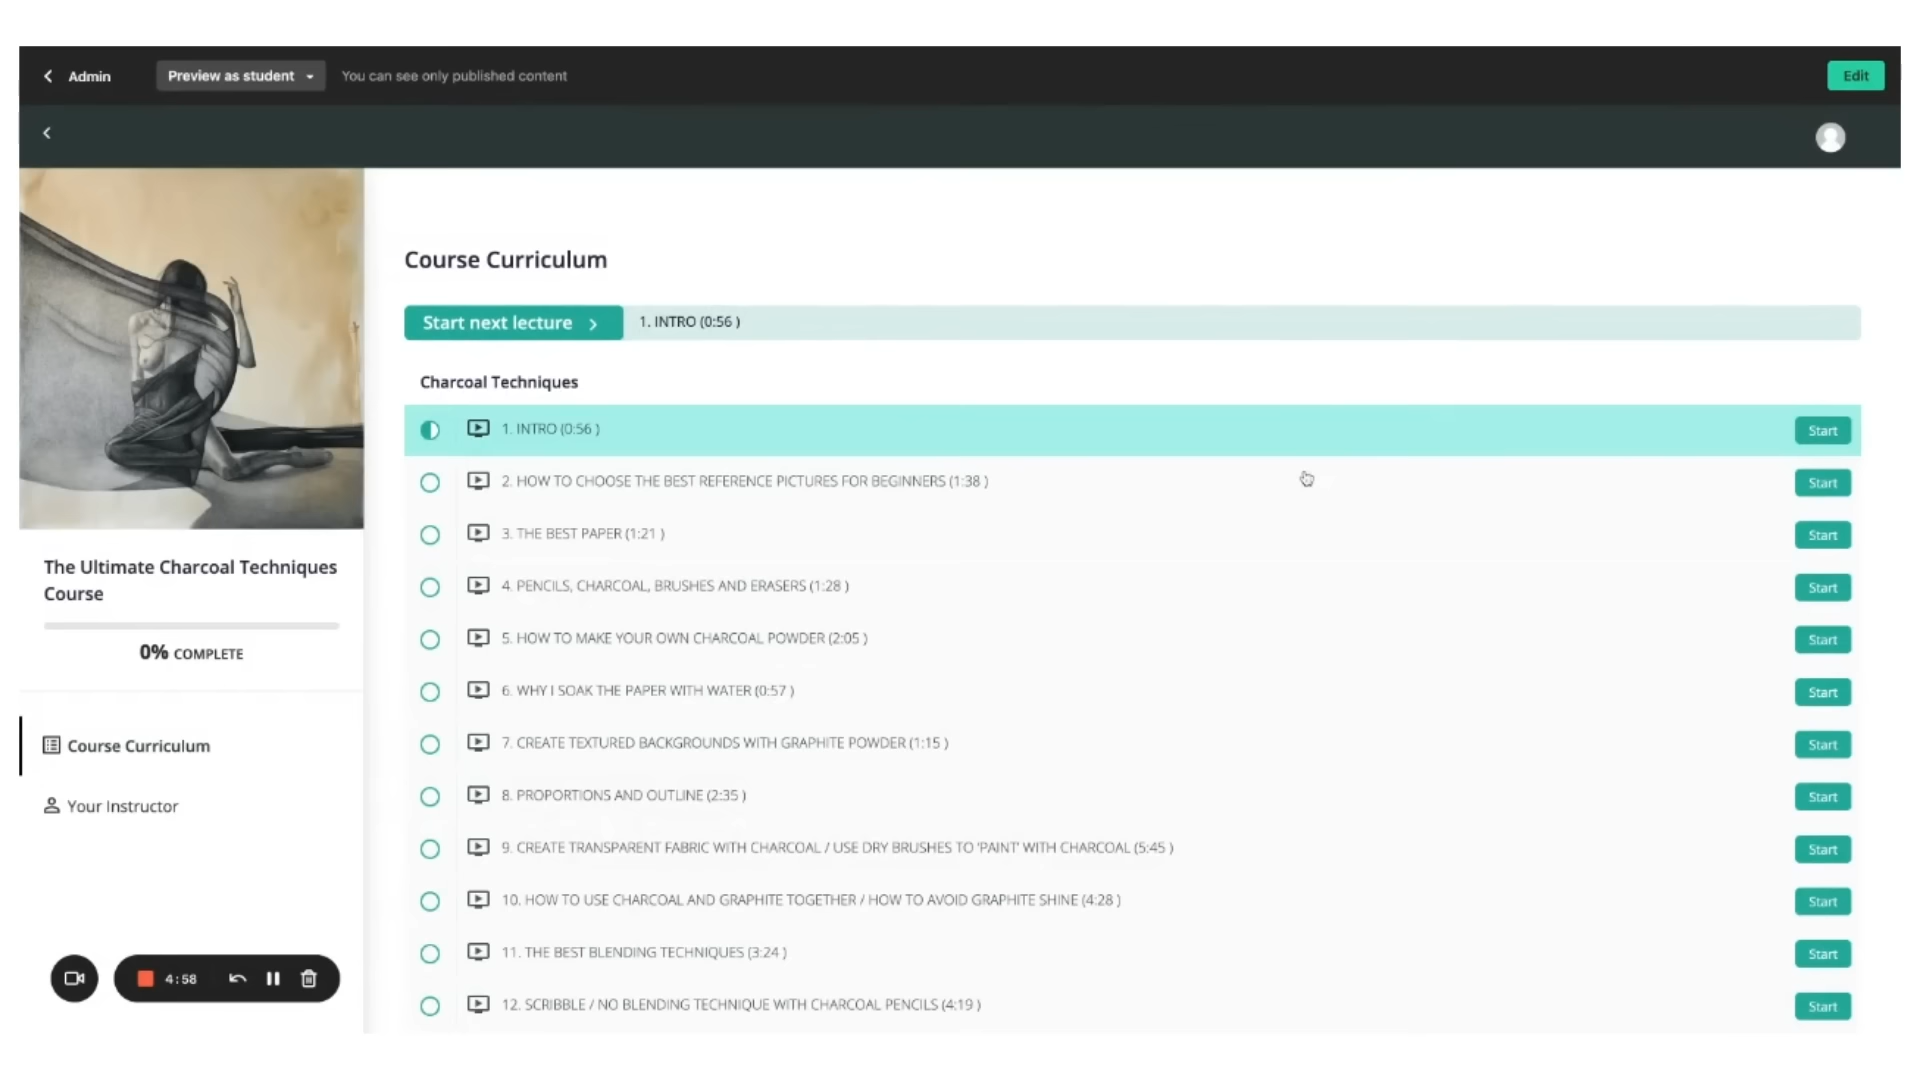 Admin
Preview as student
You can see only published content
Edit
Course Curriculum
Start next lecture
1. INTRO (0:56 )
Charcoal Techniques
1. INTRO (0:56 )
Start
2. HOW TO CHOOSE THE BEST REFERENCE PICTURES FOR BEGINNERS (1:38 )
Start
3. THE BEST PAPER (1:21 )
Start
4. PENCILS, CHARCOAL, BRUSHES AND ERASERS (1:28 )
Start
5. HOW TO MAKE YOUR OWN CHARCOAL POWDER (2:05 )
Start
6. WHY I SOAK THE PAPER WITH WATER (0:57 )
Start
7. CREATE TEXTURED BACKGROUNDS WITH GRAPHITE POWDER (1:15 )
Start
8. PROPORTIONS AND OUTLINE (2:35 )
Start
9. CREATE TRANSPARENT FABRIC WITH CHARCOAL / USE DRY BRUSHES TO 'PAINT' WITH CHARCOAL (5:45 )
Start
10. HOW TO USE CHARCOAL AND GRAPHITE TOGETHER / HOW TO AVOID GRAPHITE SHINE (4:28 )
Start
11. THE BEST BLENDING TECHNIQUES (3:24 )
Start
12. SCRIBBLE / NO BLENDING TECHNIQUE WITH CHARCOAL PENCILS (4:19 )
Start
The Ultimate Charcoal Techniques
Course
0% COMPLETE
Course Curriculum
Your Instructor
4:58